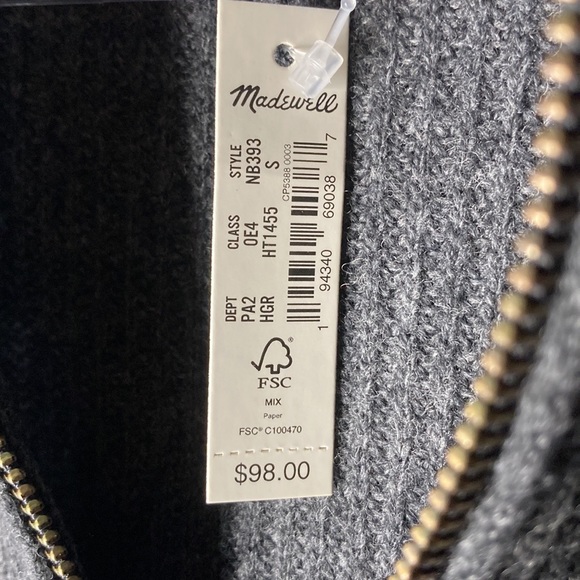 Madewell
DEPT CLASS STYLE
PA2 0E4 NB393
HGR HT1455 S
CP5388 0003
1 94340 69038 7
FSC
MIX
Paper
FSC® C100470
$98.00